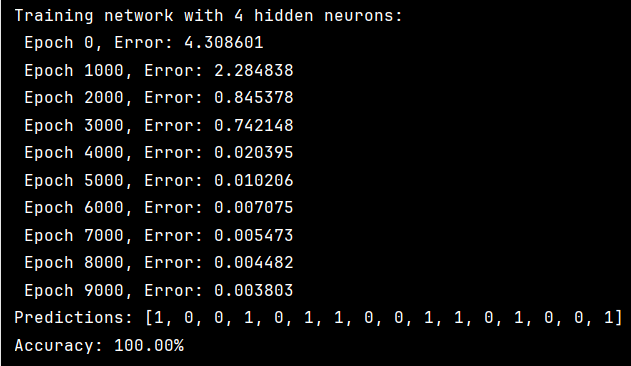 Training network with 4 hidden neurons:
Epoch 0, Error: 4.308601
Epoch 1000, Error: 2.284838
Epoch 2000, Error: 0.845378
Epoch 3000, Error: 0.742148
Epoch 4000, Error: 0.020395
Epoch 5000, Error: 0.010206
Epoch 6000, Error: 0.007075
Epoch 7000, Error: 0.005473
Epoch 8000, Error: 0.004482
Epoch 9000, Error: 0.003803
Predictions: [1, 0, 0, 1, 0, 1, 1, 0, 0, 1, 1, 0, 1, 0, 0, 1]
Accuracy: 100.00%